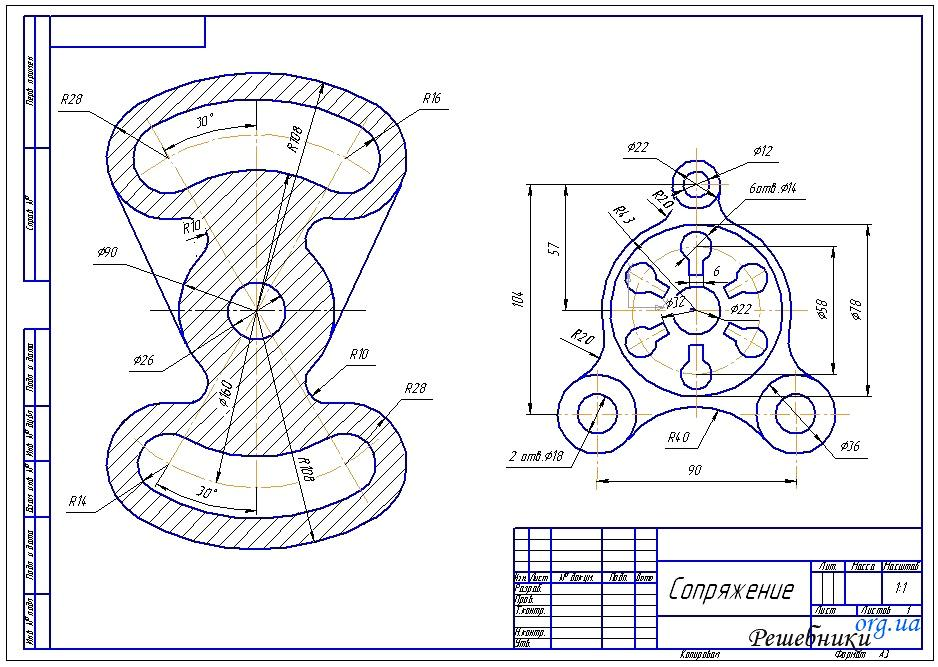 Перв. примен.
Справ. №
Подп. и дата
Инв. № дубл.
Взам. инв. №
Подп. и дата
Инв. № подл.
R28
30°
R108
R16
R10
Ø90
Ø26
R10
Ø160
R28
R14
30°
R108
Ø22
Ø12
R20
6 отв. Ø14
R43
57
104
6
Ø32
Ø22
Ø58
Ø78
R20
R40
Ø36
2 отв. Ø18
90
Изм. Лист № докум. Подп. Дата
Разраб.
Пров.
Т.контр.
Н.контр.
Утв.
Сопряжение
Лит. Масса Масштаб
1:1
Лист Листов 1
Решебники
org.ua
Копировал Формат А3